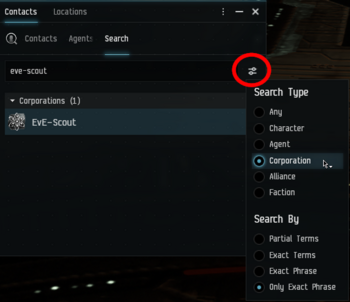 Contacts Locations
Contacts Agents Search
eve-scout
Corporations (1)
EvE-Scout
Search Type
Any
Character
Agent
Corporation
Alliance
Faction
Search By
Partial Terms
Exact Terms
Exact Phrase
Only Exact Phrase